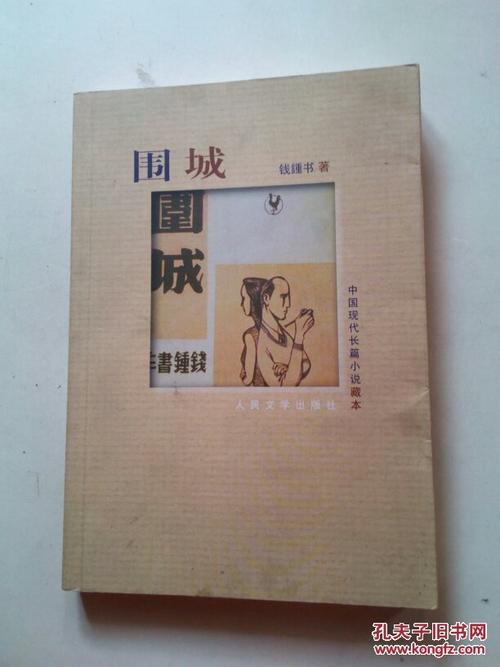 围城
钱锺书 著
圍城
錢鍾書
中国现代长篇小说藏本
人民文学出版社
孔夫子旧书网
www.kongfz.com